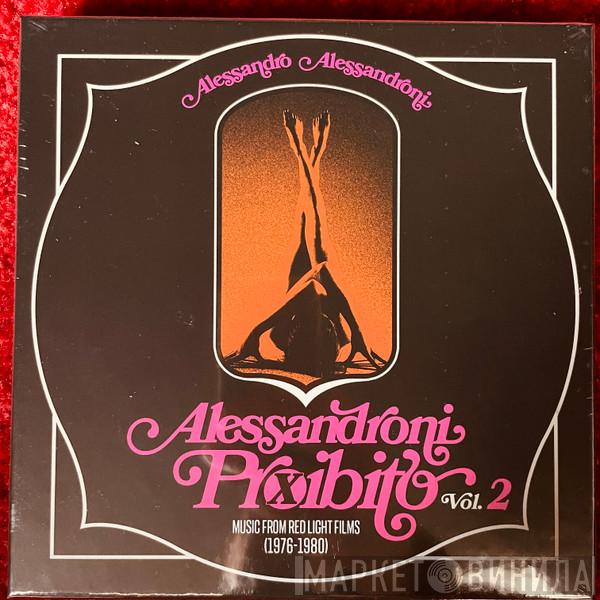 Alessandro Alessandroni
Alessandroni
Proibito Vol. 2
MUSIC FROM RED LIGHT FILMS
(1976-1980)
МАРКЕТ ВИНИЛА